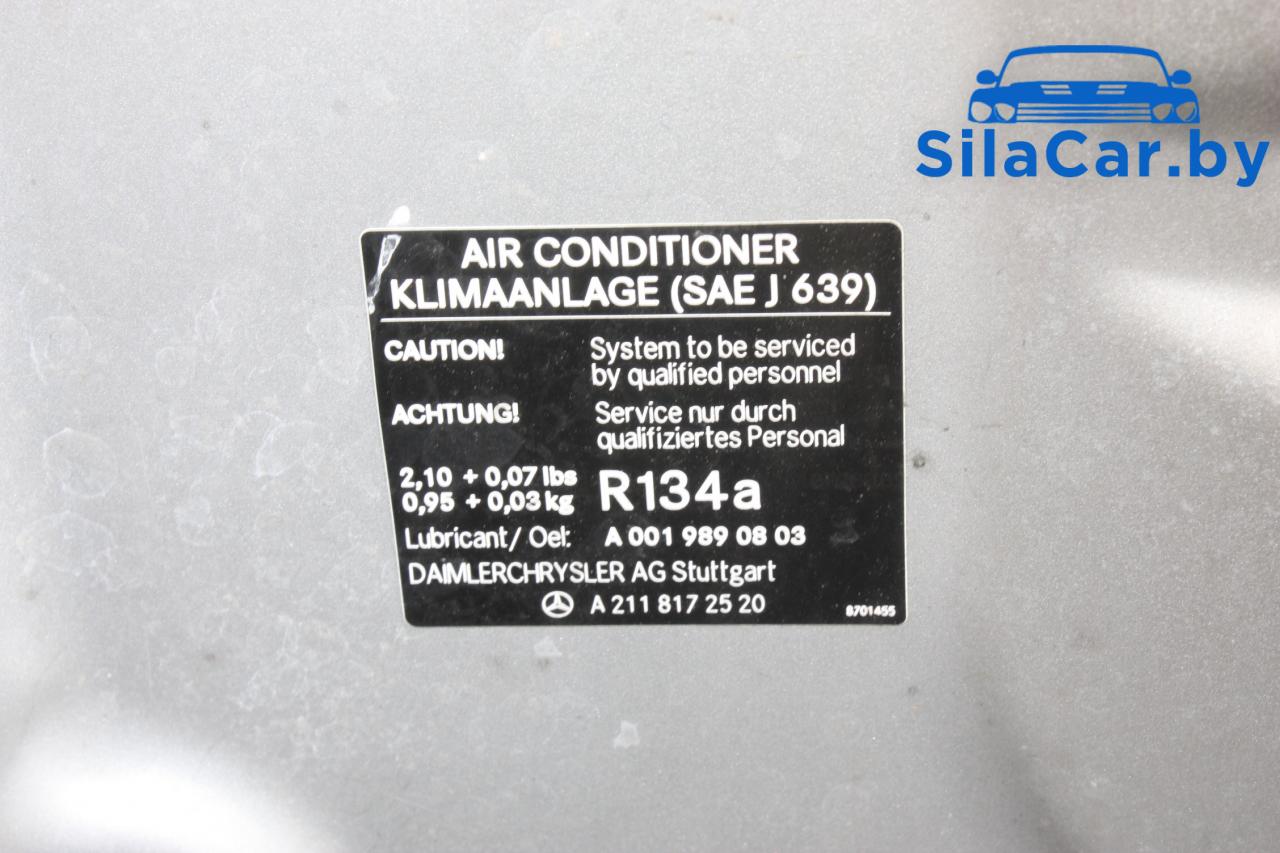 SilaCar.by
AIR CONDITIONER
KLIMAANLAGE (SAE J 639)
CAUTION! System to be serviced
by qualified personnel
ACHTUNG! Service nur durch
qualifiziertes Personal
2,10 + 0,07 lbs
0,95 + 0,03 kg R134a
Lubricant/ Oel: A 001 989 08 03
DAIMLERCHRYSLER AG Stuttgart
A 211 817 25 20 8701455